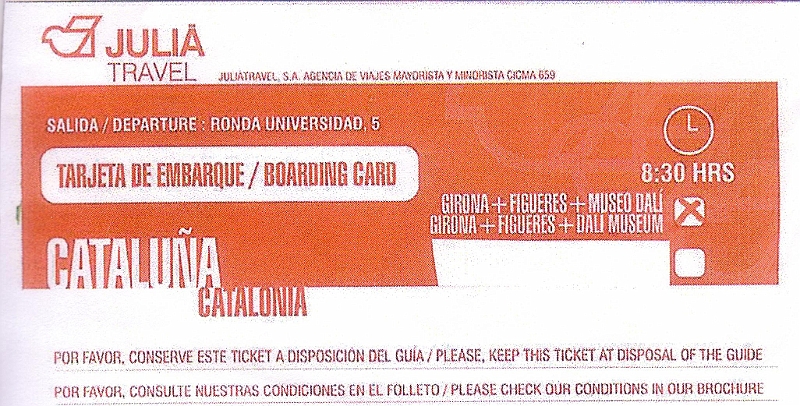 JULIÀ
TRAVEL
JULIÀTRAVEL, S.A. AGENCIA DE VIAJES MAYORISTA Y MINORISTA CICMA 659
SALIDA / DEPARTURE : RONDA UNIVERSIDAD, 5
TARJETA DE EMBARQUE / BOARDING CARD
8:30 HRS
GIRONA + FIGUERES + MUSEO DALÍ
GIRONA + FIGUERES + DALI MUSEUM
CATALUÑA
CATALONIA
POR FAVOR, CONSERVE ESTE TICKET A DISPOSICIÓN DEL GUÍA / PLEASE, KEEP THIS TICKET AT DISPOSAL OF THE GUIDE
POR FAVOR, CONSULTE NUESTRAS CONDICIONES EN EL FOLLETO / PLEASE CHECK OUR CONDITIONS IN OUR BROCHURE